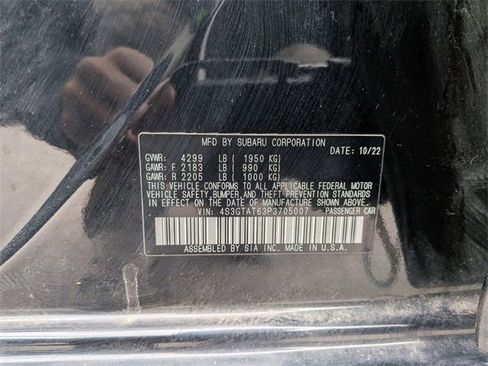 MFD BY SUBARU CORPORATION
GVWR: 4299 LB ( 1950 KG) DATE: 10/22
GAWR: F 2183 LB ( 990 KG)
GAWR: R 2205 LB ( 1000 KG)
THIS VEHICLE CONFORMS TO ALL APPLICABLE FEDERAL MOTOR
VEHICLE SAFETY, BUMPER, AND THEFT PREVENTION STANDARDS
IN EFFECT ON THE DATE OF MANUFACTURE SHOWN ABOVE.
VIN: 4S3GTAT63P3705007 PASSENGER CAR
ASSEMBLED BY SIA INC. MADE IN U.S.A.